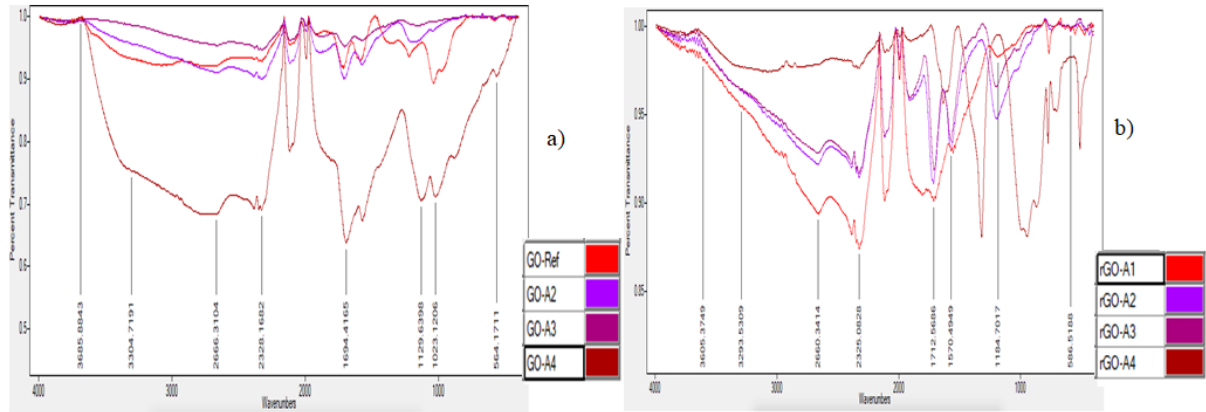 a)
Percent Transmittance
1.0
0.9
0.8
0.7
0.6
0.5
3685.8843
3304.7191
2666.3104
2328.1682
1694.4165
1129.6398
1023.1206
564.1711
4000
3000
2000
1000
Wavenumbers
GO-Ref
GO-A2
GO-A3
GO-A4
b)
Percent Transmittance
1.00
0.95
0.90
0.85
3605.3749
3293.5309
2660.3414
2325.0828
1712.5686
1570.4949
1184.7017
586.5188
4000
3000
2000
1000
Wavenumbers
rGO-A1
rGO-A2
rGO-A3
rGO-A4